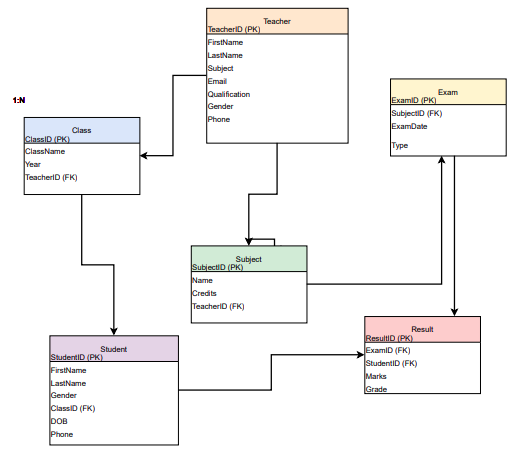 Teacher
TeacherID (PK)
FirstName
LastName
Subject
Email
Qualification
Gender
Phone
1:N
Class
ClassID (PK)
ClassName
Year
TeacherID (FK)
Exam
ExamID (PK)
SubjectID (FK)
ExamDate
Type
Subject
SubjectID (PK)
Name
Credits
TeacherID (FK)
Student
StudentID (PK)
FirstName
LastName
Gender
ClassID (FK)
DOB
Phone
Result
ResultID (PK)
ExamID (FK)
StudentID (FK)
Marks
Grade